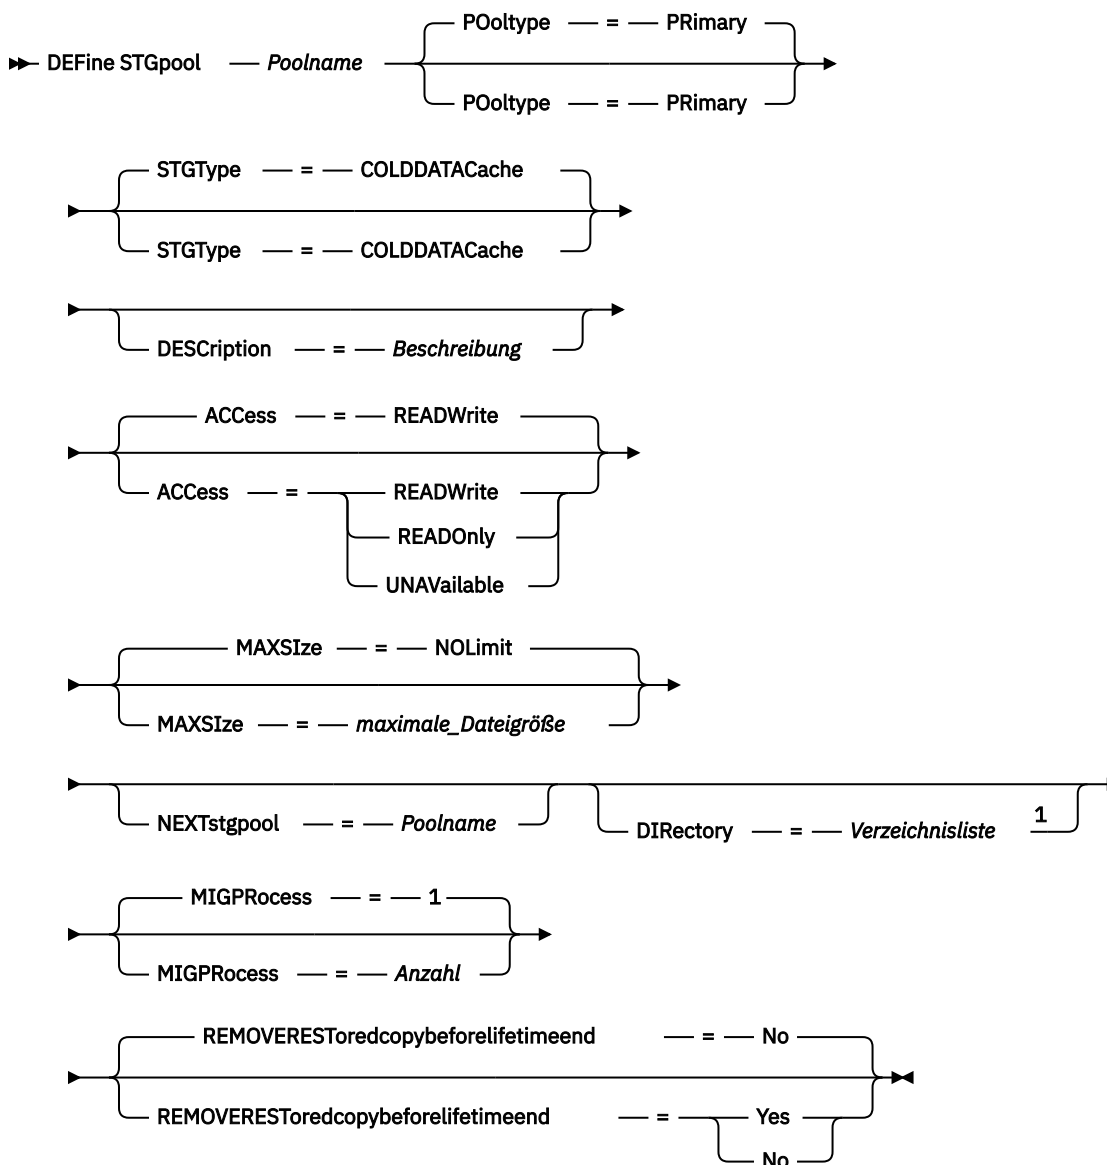 POoltype = PRimary
DEFine STGpool Poolname
POoltype = PRimary
STGType = COLDDATACache
STGType = COLDDATACache
DESCription = Beschreibung
ACCess = READWrite
ACCess = READWrite
READOnly
UNAVailable
MAXSIze = NOLimit
MAXSIze = maximale_Dateigröße
NEXTstgpool = Poolname
DIRectory = Verzeichnisliste 1
MIGPRocess = 1
MIGPRocess = Anzahl
REMOVERESToredcopybeforelifetimeend = No
REMOVERESToredcopybeforelifetimeend = Yes
No